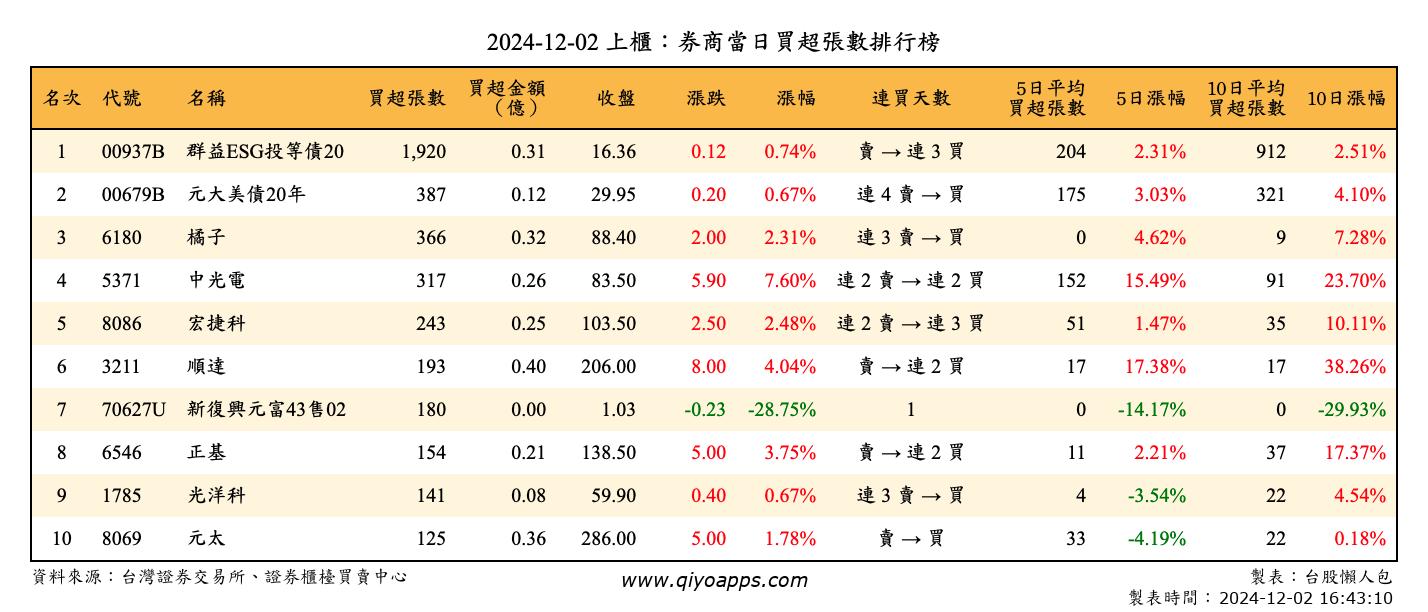 2024-12-02 上櫃：券商當日買超張數排行榜
名次 代號 名稱 買超張數 買超金額（億） 收盤 漲跌 漲幅 連買天數 5日平均買超張數 5日漲幅 10日平均買超張數 10日漲幅
1 00937B 群益ESG投等債20 1,920 0.31 16.36 0.12 0.74% 賣 → 連 3 買 204 2.31% 912 2.51%
2 00679B 元大美債20年 387 0.12 29.95 0.20 0.67% 連 4 賣 → 買 175 3.03% 321 4.10%
3 6180 橘子 366 0.32 88.40 2.00 2.31% 連 3 賣 → 買 0 4.62% 9 7.28%
4 5371 中光電 317 0.26 83.50 5.90 7.60% 連 2 賣 → 連 2 買 152 15.49% 91 23.70%
5 8086 宏捷科 243 0.25 103.50 2.50 2.48% 連 2 賣 → 連 3 買 51 1.47% 35 10.11%
6 3211 順達 193 0.40 206.00 8.00 4.04% 賣 → 連 2 買 17 17.38% 17 38.26%
7 70627U 新復興元富43售02 180 0.00 1.03 -0.23 -28.75% 1 0 -14.17% 0 -29.93%
8 6546 正基 154 0.21 138.50 5.00 3.75% 賣 → 連 2 買 11 2.21% 37 17.37%
9 1785 光洋科 141 0.08 59.90 0.40 0.67% 連 3 賣 → 買 4 -3.54% 22 4.54%
10 8069 元太 125 0.36 286.00 5.00 1.78% 賣 → 買 33 -4.19% 22 0.18%
資料來源：台灣證券交易所、證券櫃檯買賣中心 www.qiyoapps.com 製表：台股懶人包
製表時間：2024-12-02 16:43:10